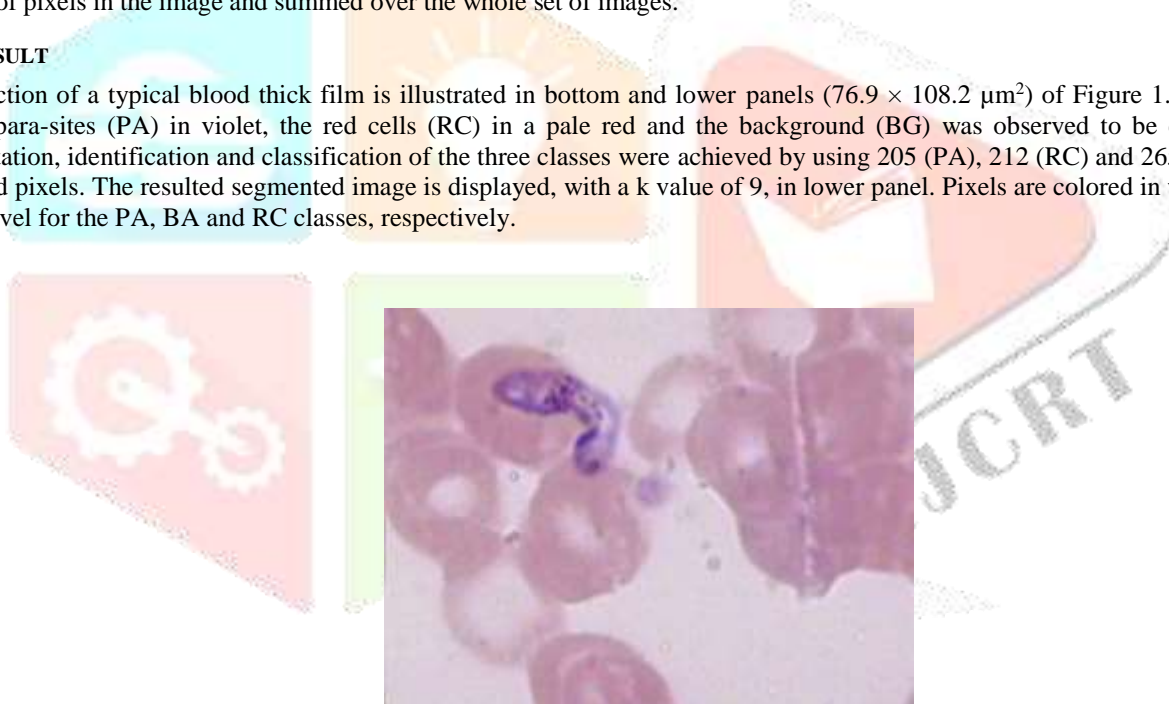 of pixels in the image and summed over the whole set of images.
SULT
ction of a typical blood thick film is illustrated in bottom and lower panels (76.9 × 108.2 µm²) of Figure 1.
para-sites (PA) in violet, the red cells (RC) in a pale red and the background (BG) was observed to be
tation, identification and classification of the three classes were achieved by using 205 (PA), 212 (RC) and 26
d pixels. The resulted segmented image is displayed, with a k value of 9, in lower panel. Pixels are colored in
vel for the PA, BA and RC classes, respectively.
JCRT